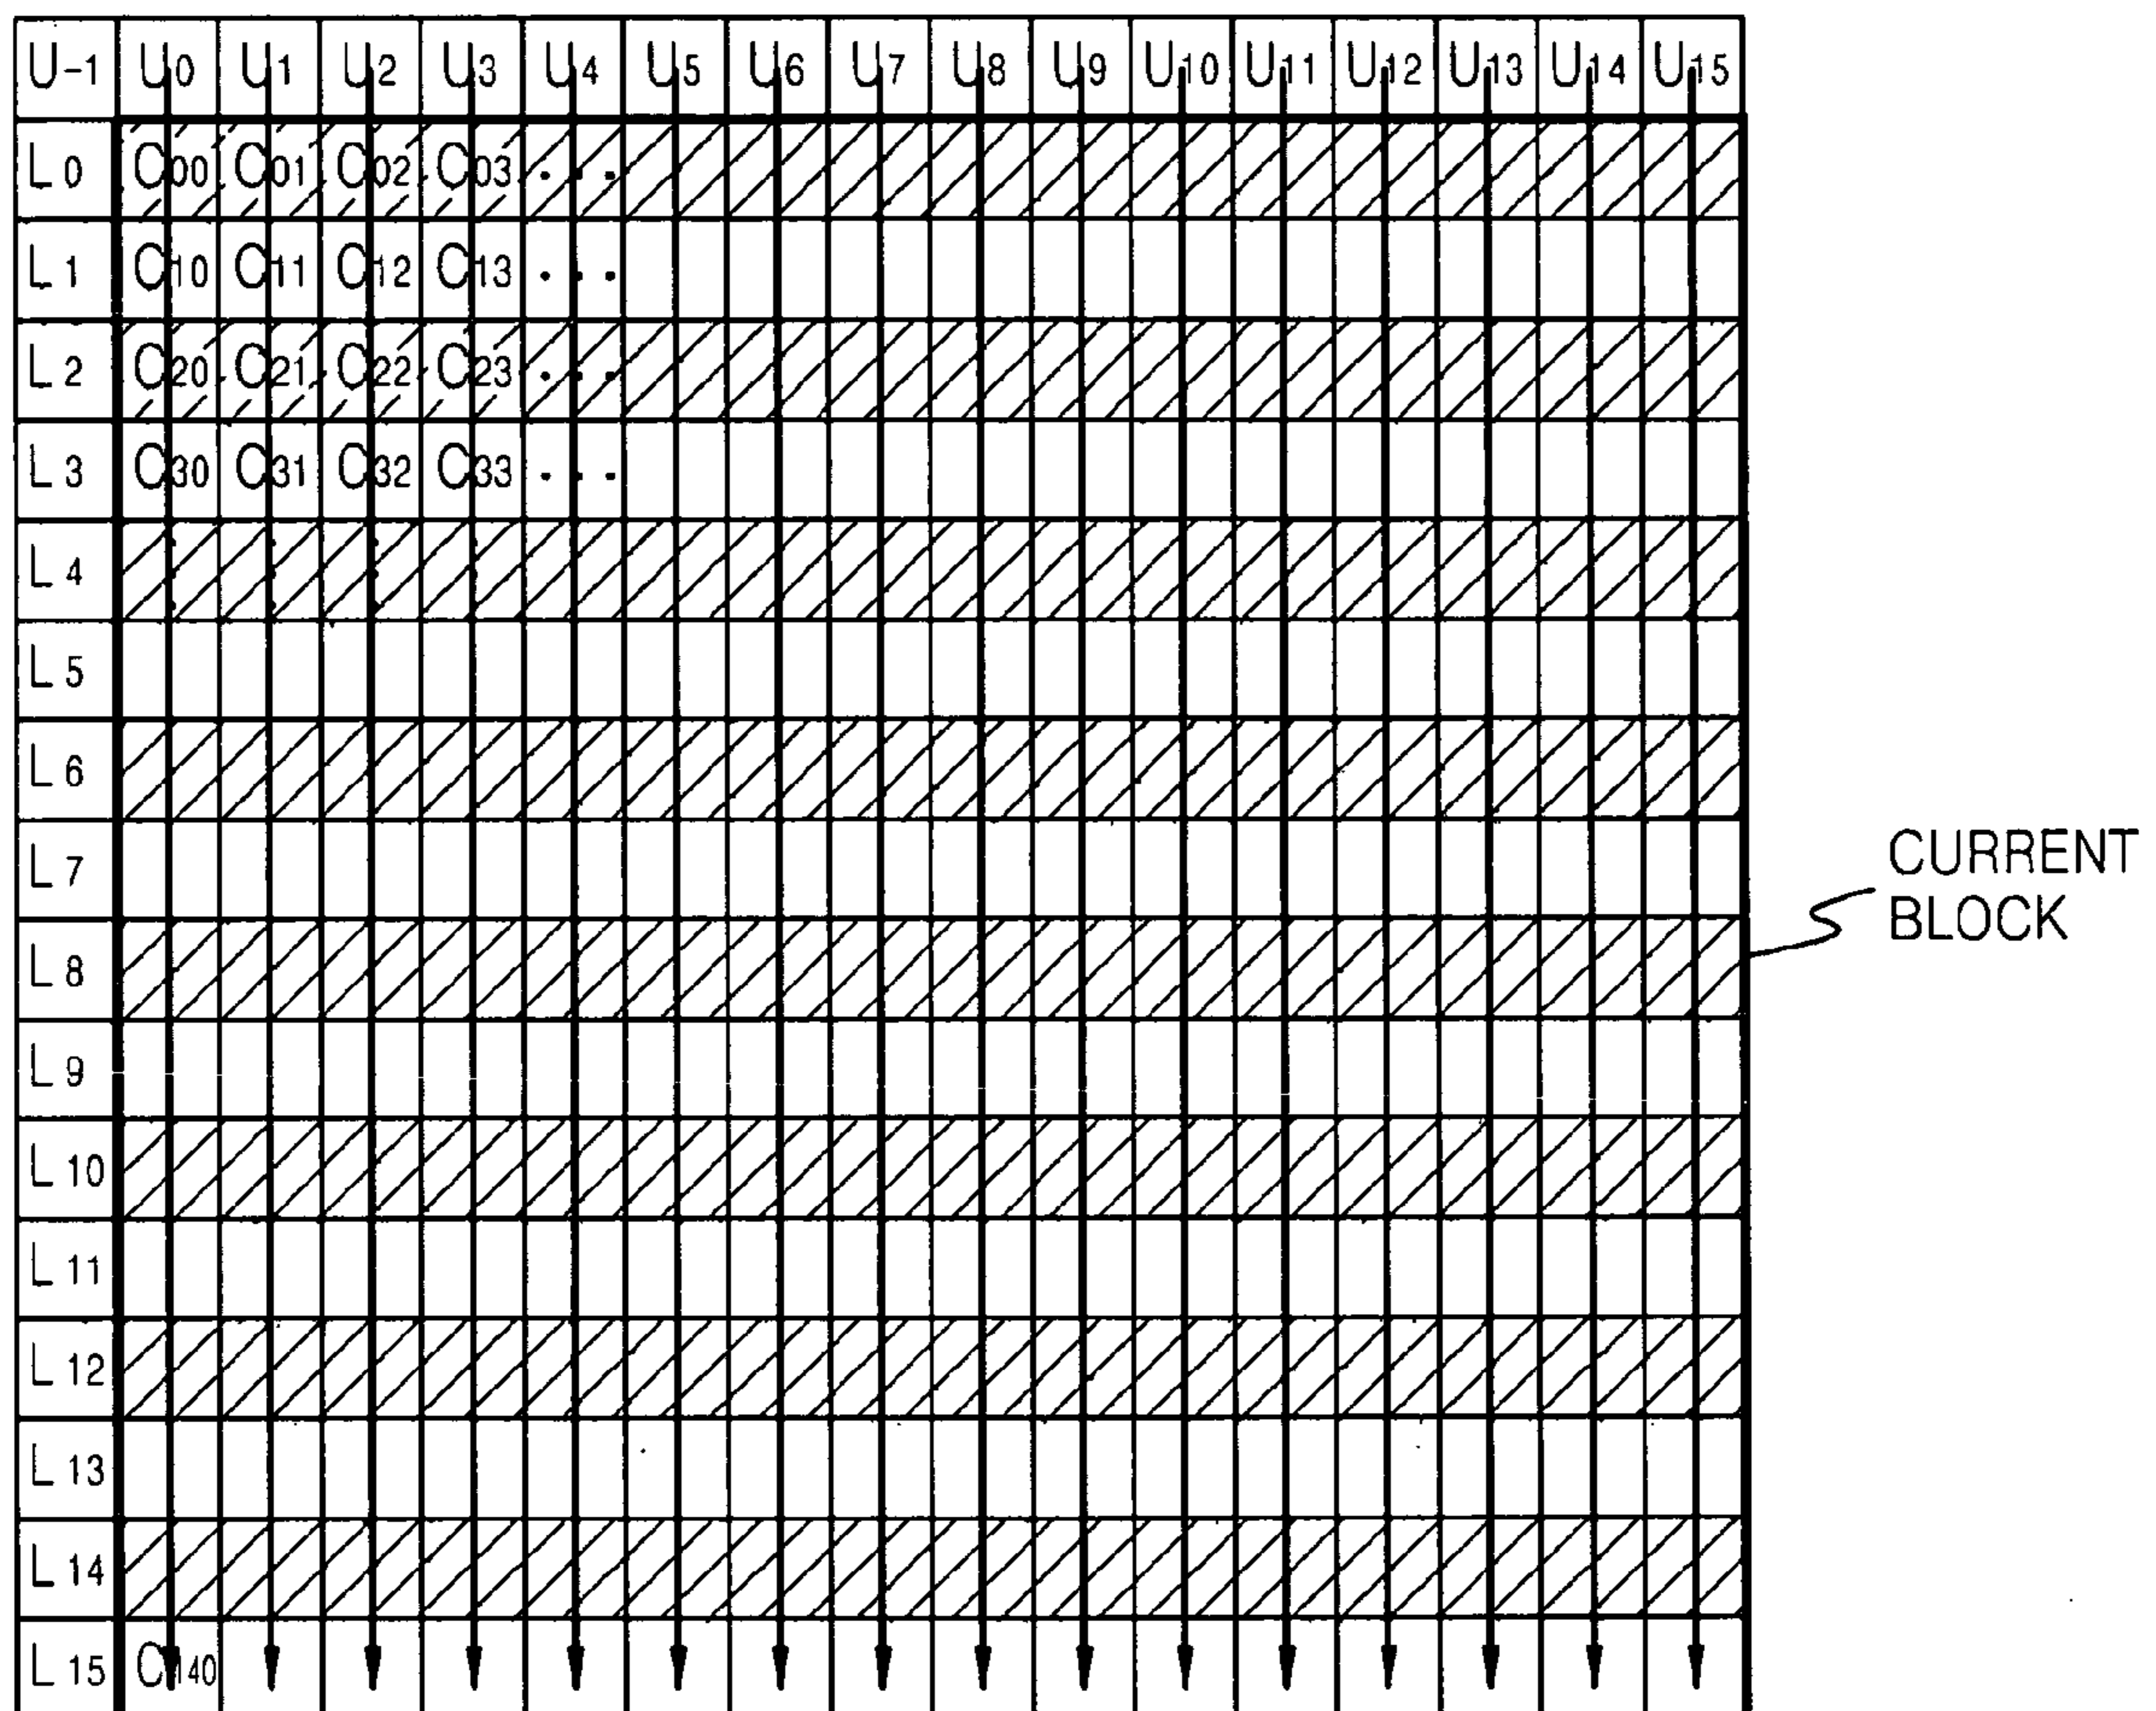 U-1 U0 U1 U2 U3 U4 U5 U6 U7 U8 U9 U10 U11 U12 U13 U14 U15
L0 C00 C01 C02 C03 ...
L1 C10 C11 C12 C13 ...
L2 C20 C21 C22 C23 ...
L3 C30 C31 C32 C33 ...
L4
L5
L6
L7
CURRENT
BLOCK
L8
L9
L10
L11
L12
L13
L14
L15 C140